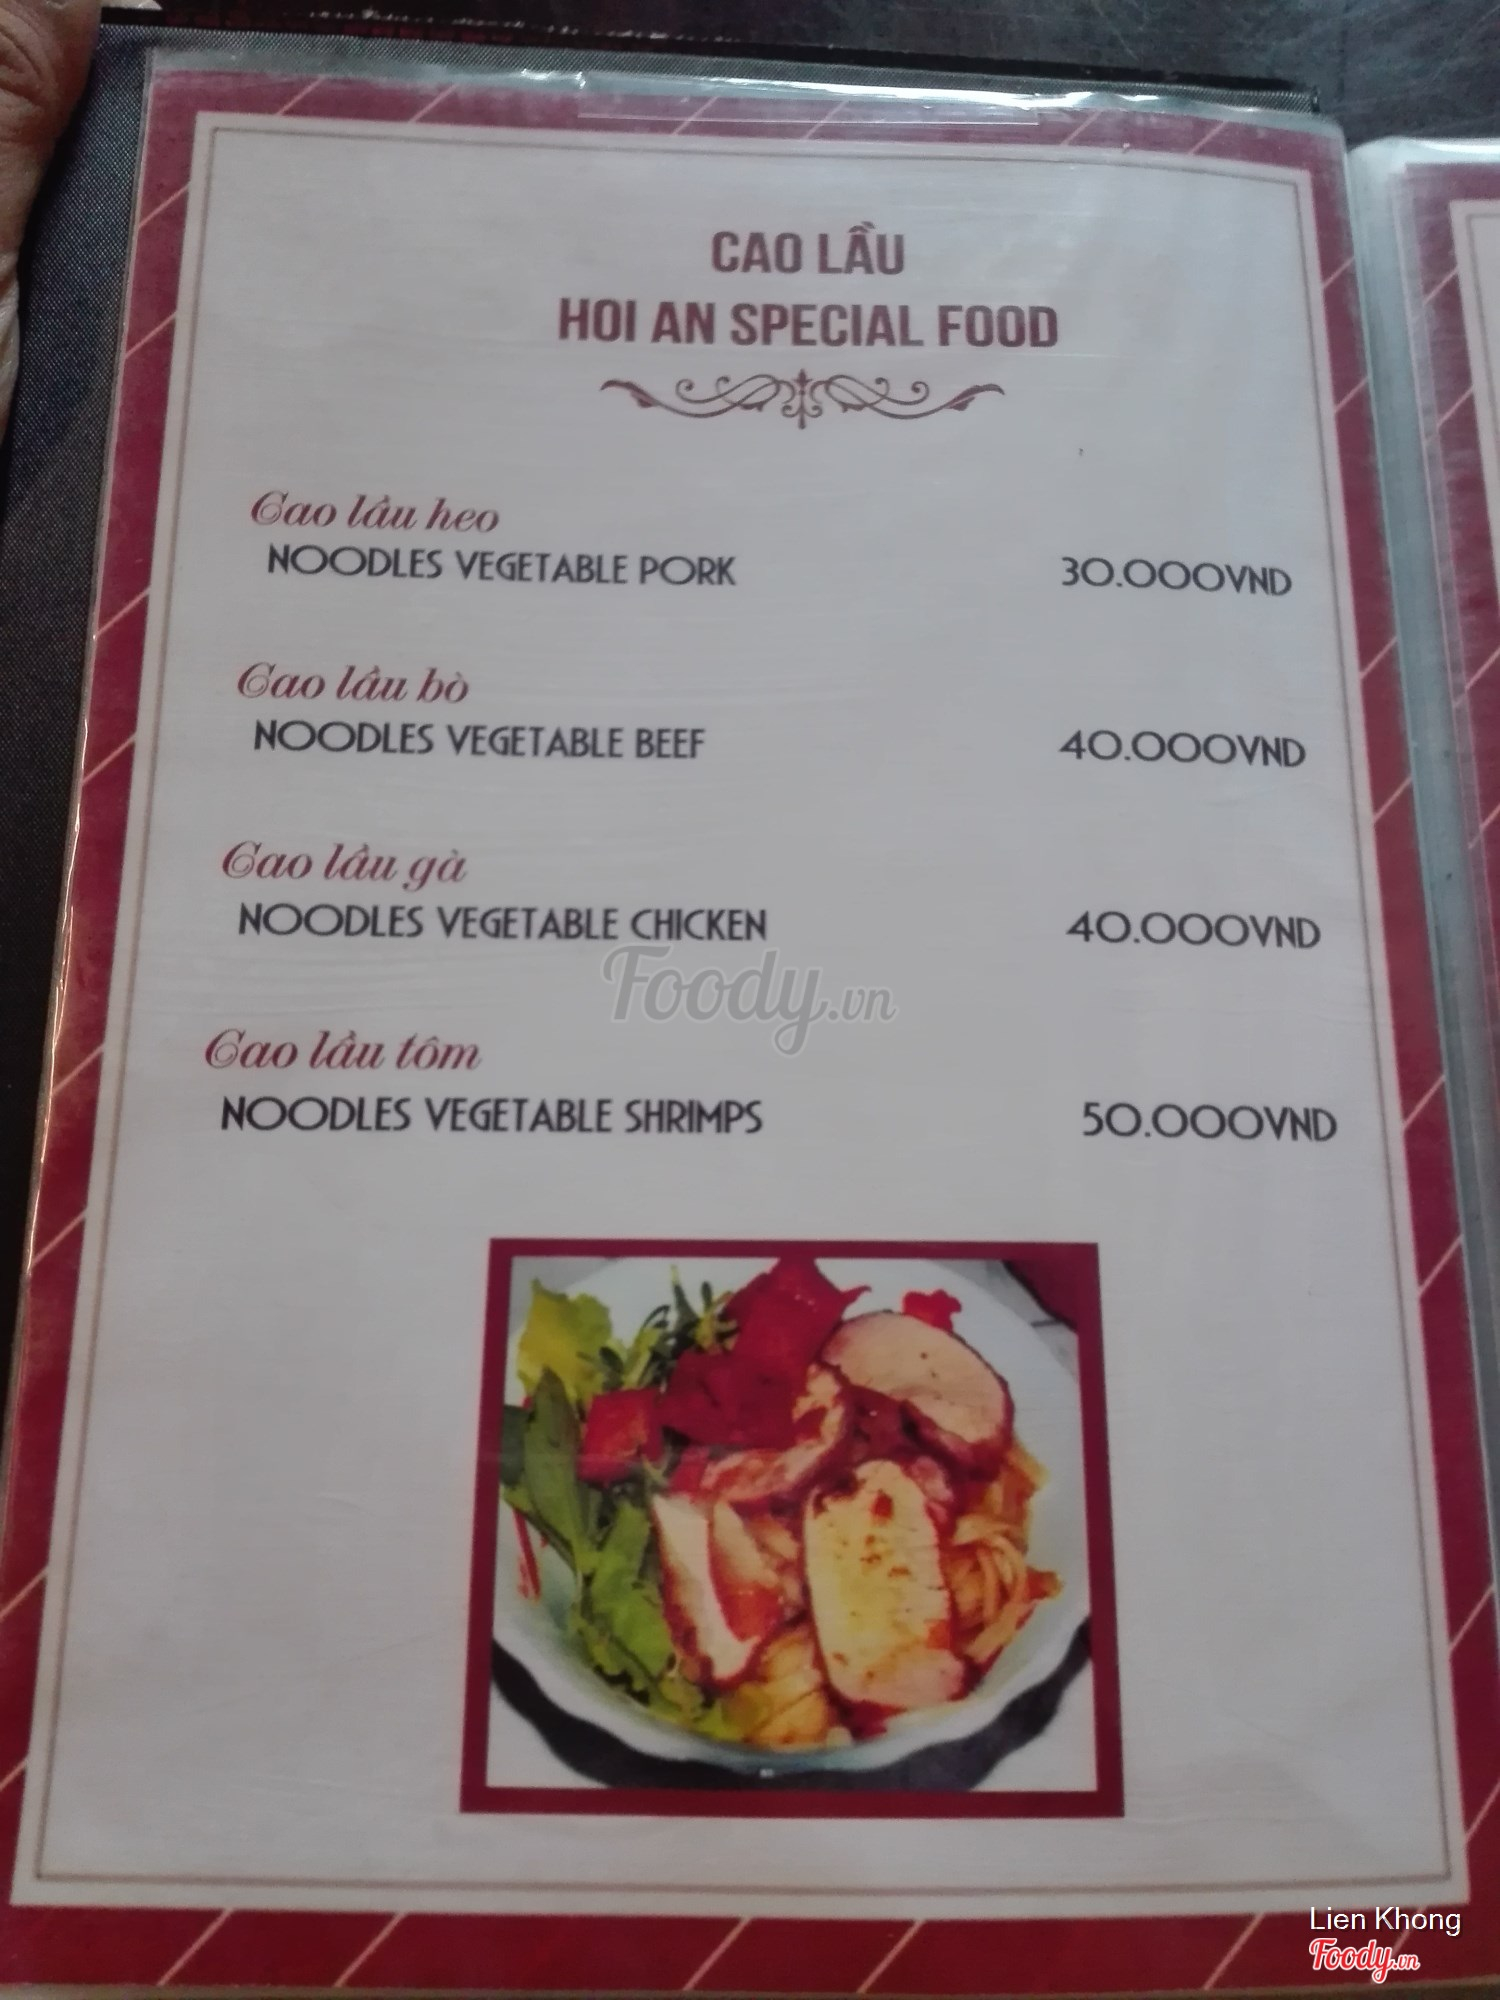 CAO LẦU
HOI AN SPECIAL FOOD
Cao lầu heo
NOODLES VEGETABLE PORK 30.000VND
Cao lầu bò
NOODLES VEGETABLE BEEF 40.000VND
Cao lầu gà
NOODLES VEGETABLE CHICKEN 40.000VND
Foody.vn
Cao lầu tôm
NOODLES VEGETABLE SHRIMPS 50.000VND
Lien Khong
Foody.vn